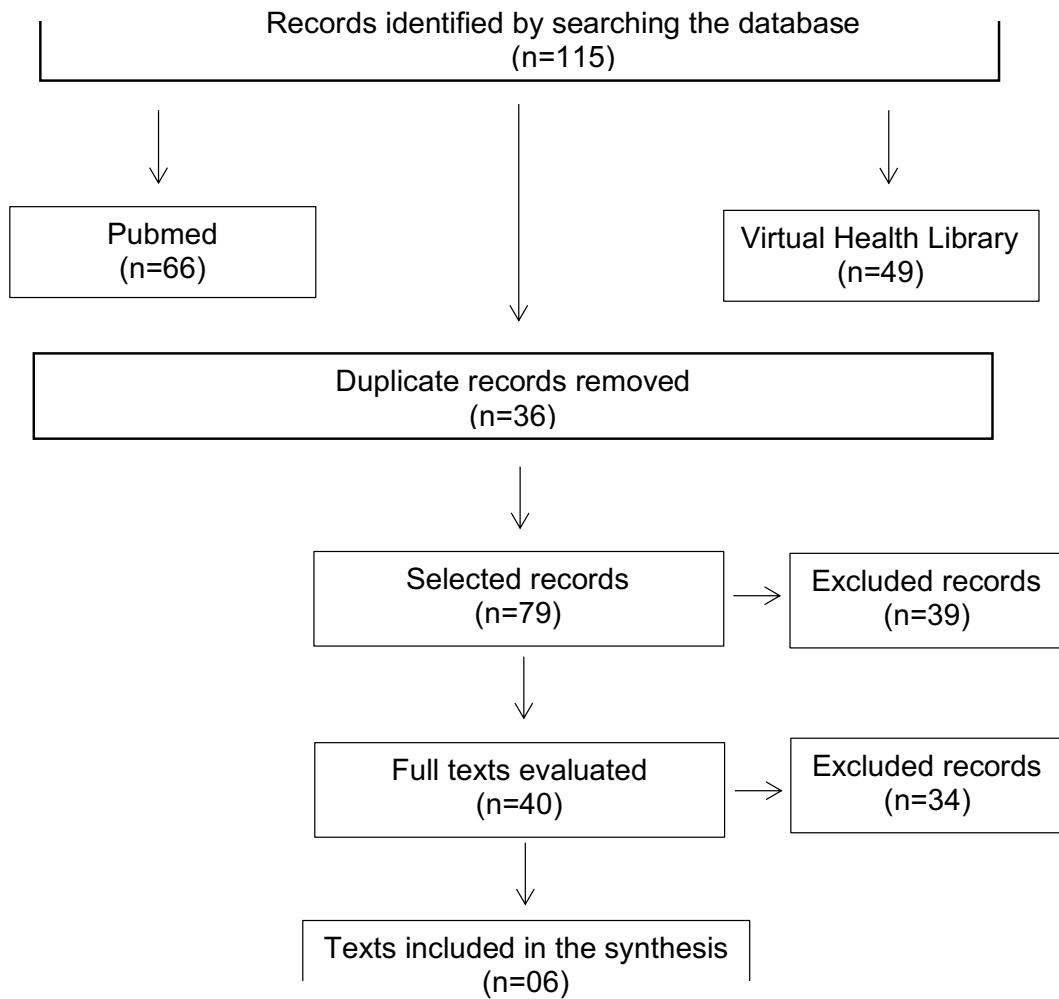 Records identified by searching the database
(n=115)
Pubmed
(n=66)
Virtual Health Library
(n=49)
Duplicate records removed
(n=36)
Selected records
(n=79)
Excluded records
(n=39)
Full texts evaluated
(n=40)
Excluded records
(n=34)
Texts included in the synthesis
(n=06)